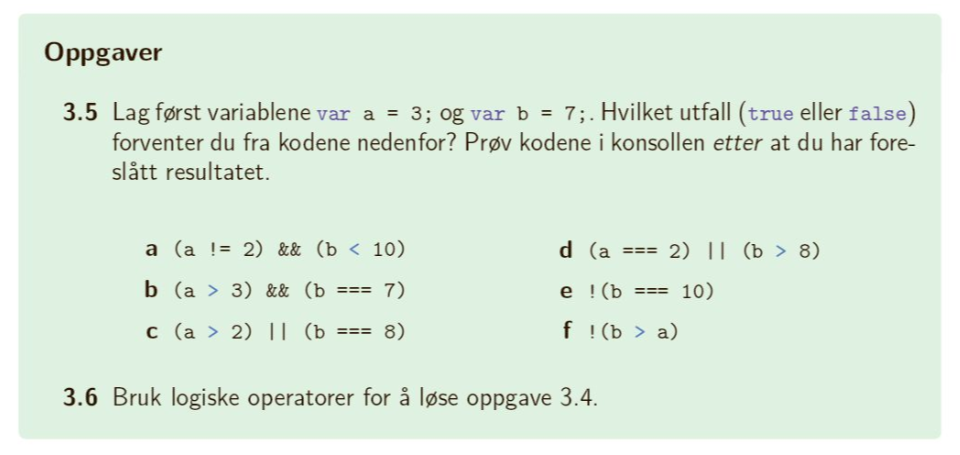 Oppgaver
3.5 Lag først variablene var a = 3; og var b = 7;. Hvilket utfall (true eller false)
forventer du fra kodene nedenfor? Prøv kodene i konsollen etter at du har fore-
slått resultatet.
a (a != 2) && (b < 10)
b (a > 3) && (b === 7)
c (a > 2) || (b === 8)
d (a === 2) || (b > 8)
e !(b === 10)
f !(b > a)
3.6 Bruk logiske operatorer for å løse oppgave 3.4.